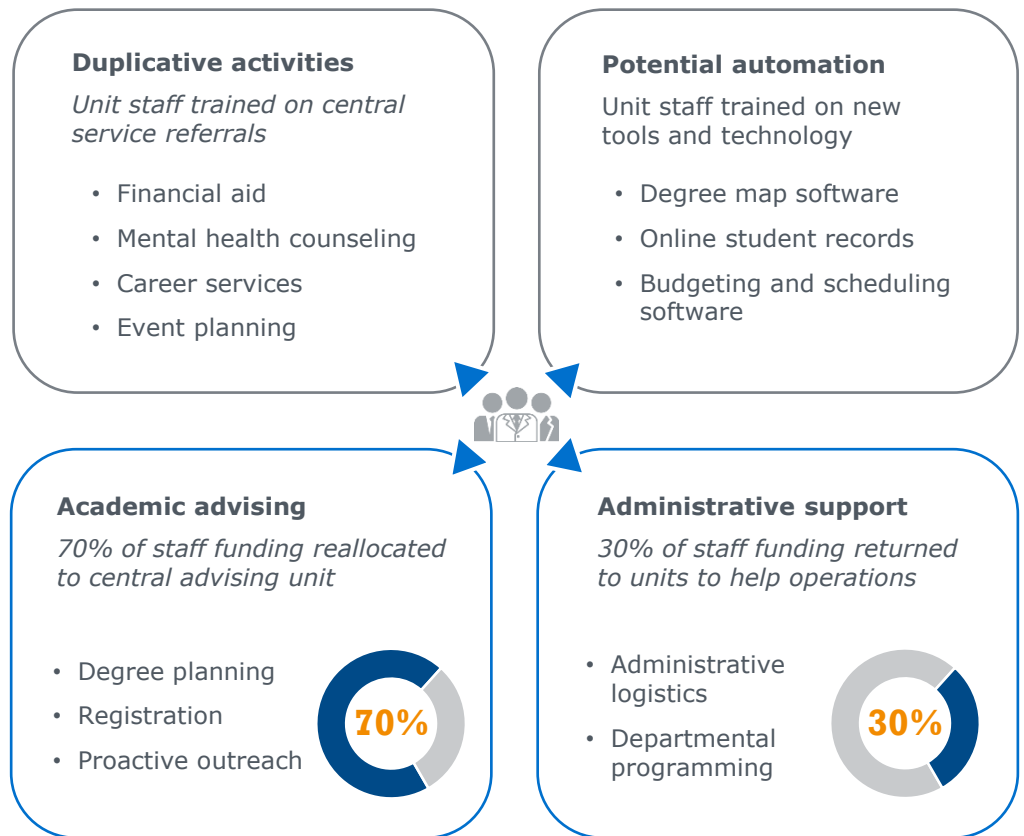 Duplicative activities
Unit staff trained on central
service referrals
• Financial aid
• Mental health counseling
• Career services
• Event planning
Potential automation
Unit staff trained on new
tools and technology
• Degree map software
• Online student records
• Budgeting and scheduling
software
Academic advising
70% of staff funding reallocated
to central advising unit
• Degree planning
• Registration
• Proactive outreach
70%
Administrative support
30% of staff funding returned
to units to help operations
• Administrative
logistics
• Departmental
programming
30%